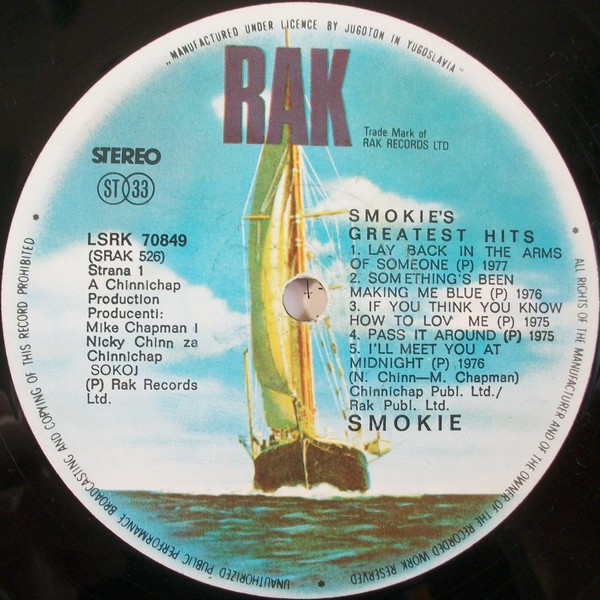 „MANUFACTURED UNDER LICENCE BY JUGOTON IN YUGOSLAVIA"
RAK
Trade Mark of
RAK RECORDS LTD
STEREO
ST 33
LSRK 70849
(SRAK 526)
Strana 1
A Chinnichap
Production
Producenti:
Mike Chapman i
Nicky Chinn za
Chinnichap
SOKOJ
(P) Rak Records
Ltd.
SMOKIE'S
GREATEST HITS
1. LAY BACK IN THE ARMS
OF SOMEONE (P) 1977
2. SOMETHING'S BEEN
MAKING ME BLUE (P) 1976
3. IF YOU THINK YOU KNOW
HOW TO LOV' ME (P) 1975
4. PASS IT AROUND (P) 1975
5. I'LL MEET YOU AT
MIDNIGHT (P) 1976
(N. Chinn—M. Chapman)
Chinnichap Publ. Ltd./
Rak Publ. Ltd.
SMOKIE
ALL RIGHTS OF THE MANUFACTURER AND OF THE OWNER OF THE RECORDED WORK RESERVED
UNAUTHORIZED PUBLIC PERFORMANCE BROADCASTING AND COPYING OF THIS RECORD PROHIBITED